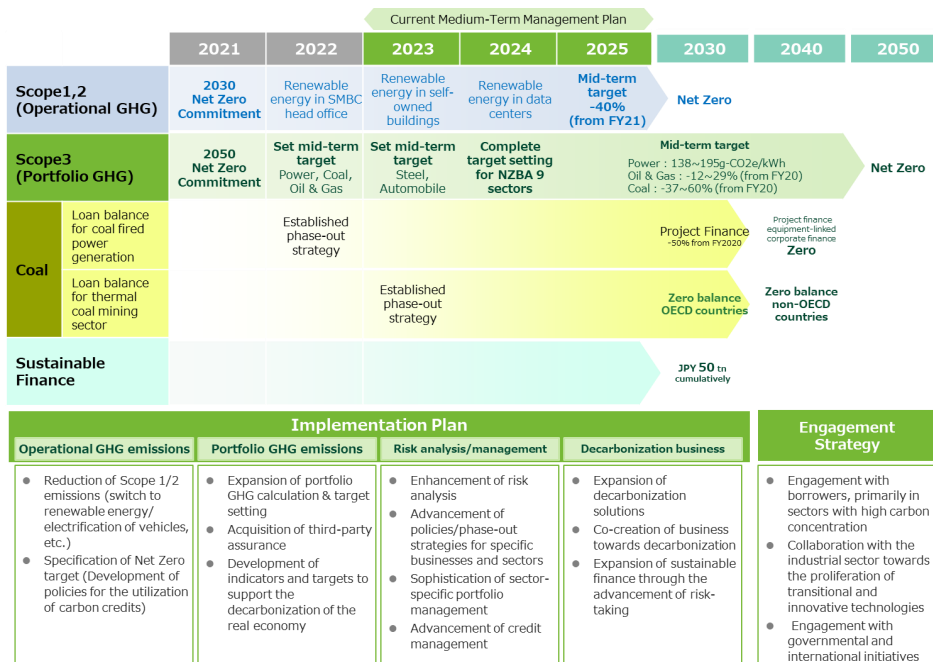 Current Medium-Term Management Plan
2021
2022
2023
2024
2025
2030
2040
2050
Scope1,2
(Operational GHG)
2030
Net Zero
Commitment
Renewable
energy in SMBC
head office
Renewable
energy in self-
owned
buildings
Renewable
energy in data
centers
Mid-term
target
-40%
(from FY21)
Net Zero
Scope3
(Portfolio GHG)
2050
Net Zero
Commitment
Set mid-term
target
Power, Coal,
Oil & Gas
Set mid-term
target
Steel,
Automobile
Complete
target setting
for NZBA 9
sectors
Mid-term target
Power : 138~195g-CO2e/kWh
Oil & Gas : -12~29% (from FY20)
Coal : -37~60% (from FY20)
Net Zero
Coal
Loan balance
for coal fired
power
generation
Established
phase-out
strategy
Project Finance
-50% from FY2020
Project finance
equipment-linked
corporate finance
Zero
Loan balance
for thermal
coal mining
sector
Established
phase-out
strategy
Zero balance
OECD countries
Zero balance
non-OECD
countries
Sustainable
Finance
JPY 50 tn
cumulatively
Implementation Plan
Operational GHG emissions
● Reduction of Scope 1/2
emissions (switch to
renewable energy/
electrification of vehicles,
etc.)
● Specification of Net Zero
target (Development of
policies for the utilization
of carbon credits)
Portfolio GHG emissions
● Expansion of portfolio
GHG calculation & target
setting
● Acquisition of third-party
assurance
● Development of
indicators and targets to
support the
decarbonization of the
real economy
Risk analysis/management
● Enhancement of risk
analysis
● Advancement of
policies/phase-out
strategies for specific
businesses and sectors
● Sophistication of sector-
specific portfolio
management
● Advancement of credit
management
Decarbonization business
● Expansion of
decarbonization
solutions
● Co-creation of business
towards decarbonization
● Expansion of sustainable
finance through the
advancement of risk-
taking
Engagement
Strategy
● Engagement with
borrowers, primarily in
sectors with high carbon
concentration
● Collaboration with the
industrial sector towards
the proliferation of
transitional and
innovative technologies
● Engagement with
governmental and
international initiatives